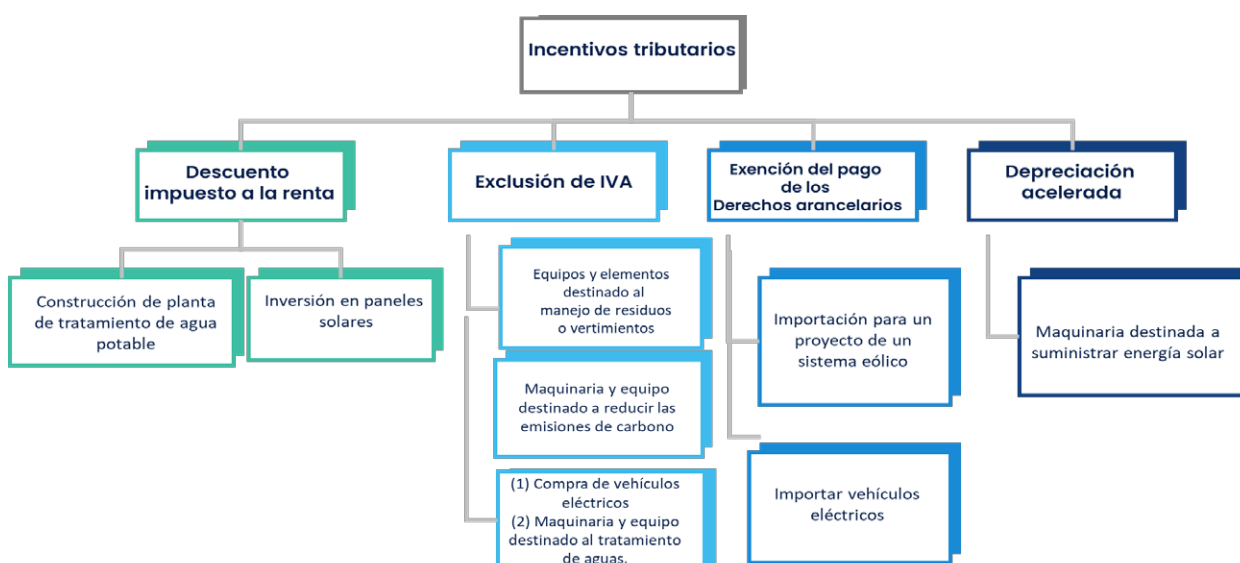 Incentivos tributarios
Descuento
impuesto a la renta
Exclusión de IVA
Exención del pago
de los
Derechos arancelarios
Depreciación
acelerada
Construcción de planta
de tratamiento de agua
potable
Inversión en paneles
solares
Equipos y elementos
destinado al
manejo de residuos
o vertimientos
Maquinaria y equipo
destinado a reducir las
emisiones de carbono
(1) Compra de vehículos
eléctricos
(2) Maquinaria y equipo
destinado al tratamiento
de aguas.
Importación para un
proyecto de un
sistema eólico
Importar vehículos
eléctricos
Maquinaria destinada a
suministrar energía solar